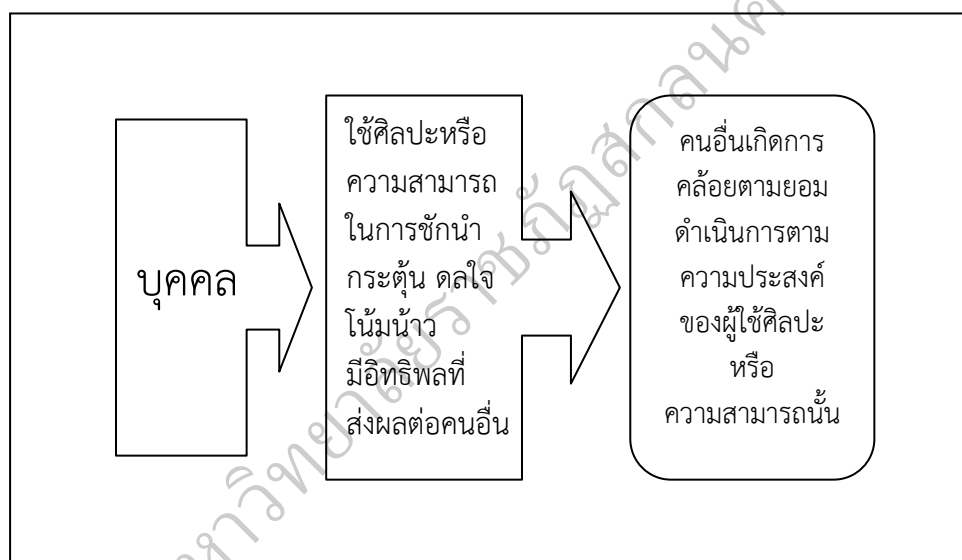 บุคคล
ใช้ศิลปะหรือ
ความสามารถ
ในการชักนำ
กระตุ้น ดลใจ
โน้มน้าว
มีอิทธิพลที่
ส่งผลต่อคนอื่น
คนอื่นเกิดการ
คล้อยตามยอม
ดำเนินการตาม
ความประสงค์
ของผู้ใช้ศิลปะ
หรือ
ความสามารถนั้น